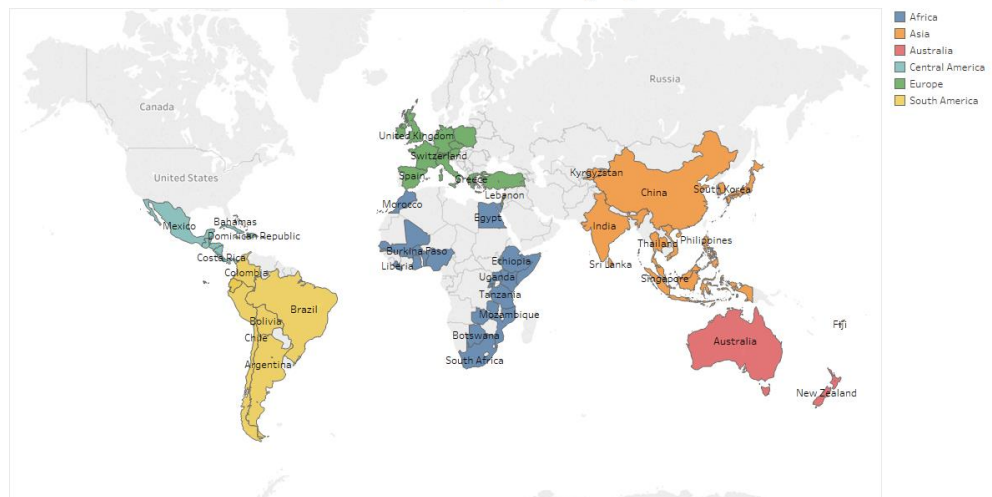 Africa
Asia
Australia
Central America
Europe
South America
Russia
Canada
United Kingdom
Switzerland
United States
Spain
Greece
Kyrgyzstan
China
South Korea
Lebanon
Morocco
Egypt
Mexico
Bahamas
Dominican Republic
India
Burkina Faso
Thailand
Philippines
Costa Rica
Colombia
Liberia
Ethiopia
Sri Lanka
Uganda
Singapore
Tanzania
Brazil
Mozambique
Bolivia
Fiji
Chile
Botswana
Australia
Argentina
South Africa
New Zealand